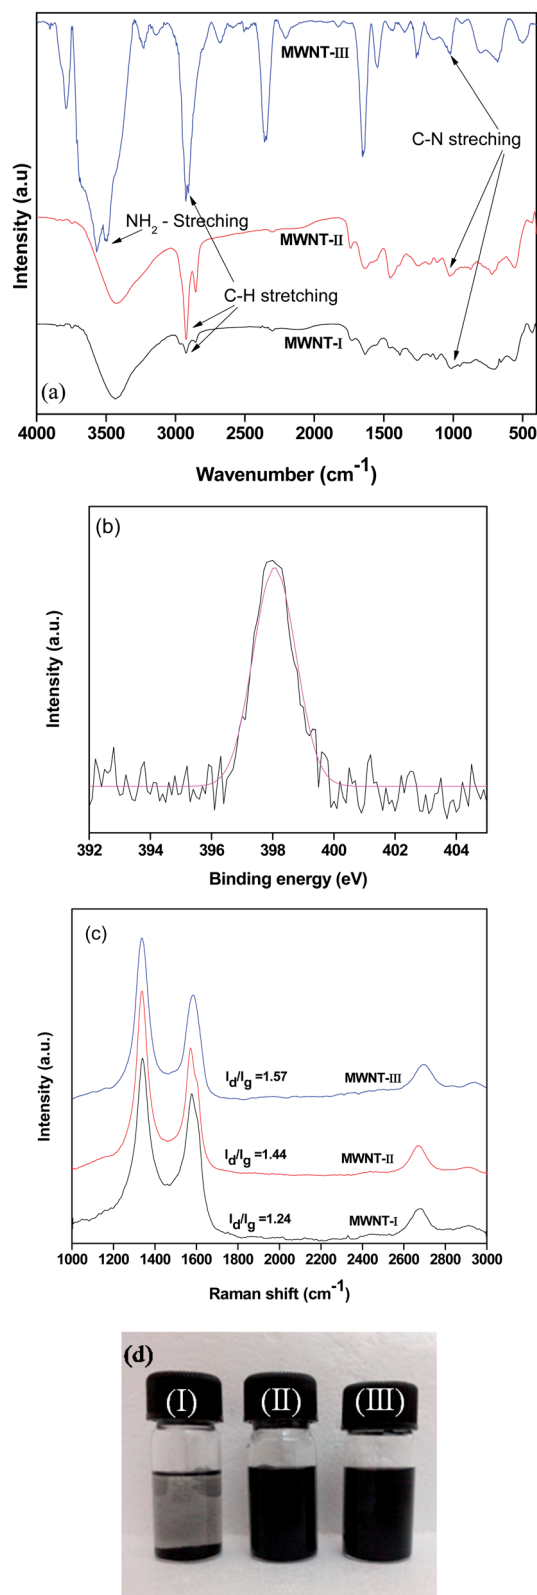 MWNT-III
C-N streching
NH2 - Streching
MWNT-II
C-H stretching
MWNT-I
(a)
Intensity (a.u)
4000 3500 3000 2500 2000 1500 1000 500
Wavenumber (cm-1)
(b)
Intensity (a.u.)
392 394 396 398 400 402 404
Binding energy (eV)
(c)
Intensity (a.u.)
Id/Ig =1.57 MWNT-III
Id/Ig =1.44 MWNT-II
Id/Ig =1.24 MWNT-I
1000 1200 1400 1600 1800 2000 2200 2400 2600 2800 3000
Raman shift (cm-1)
(d)
(I) (II) (III)